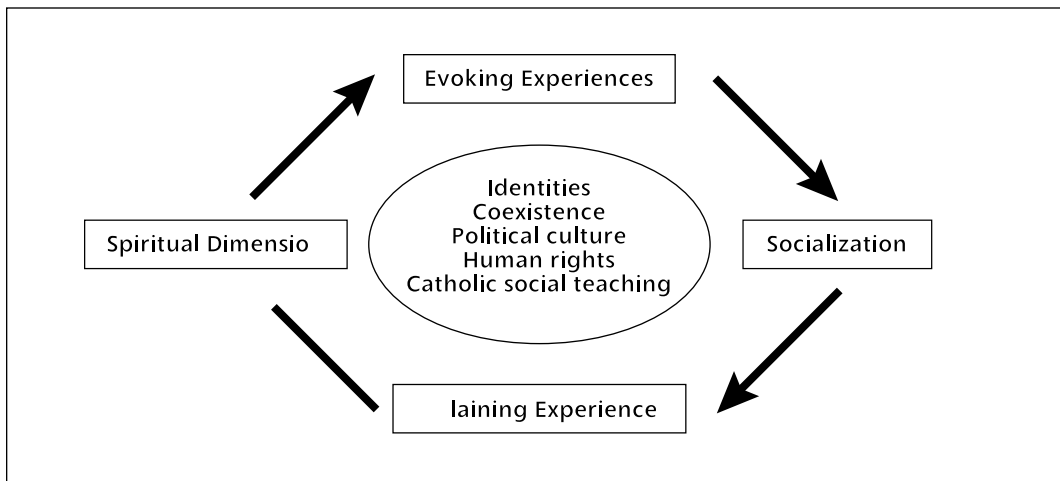 Evoking Experiences
Identities
Coexistence
Political culture
Human rights
Catholic social teaching
Spiritual Dimensio
Socialization
laining Experience